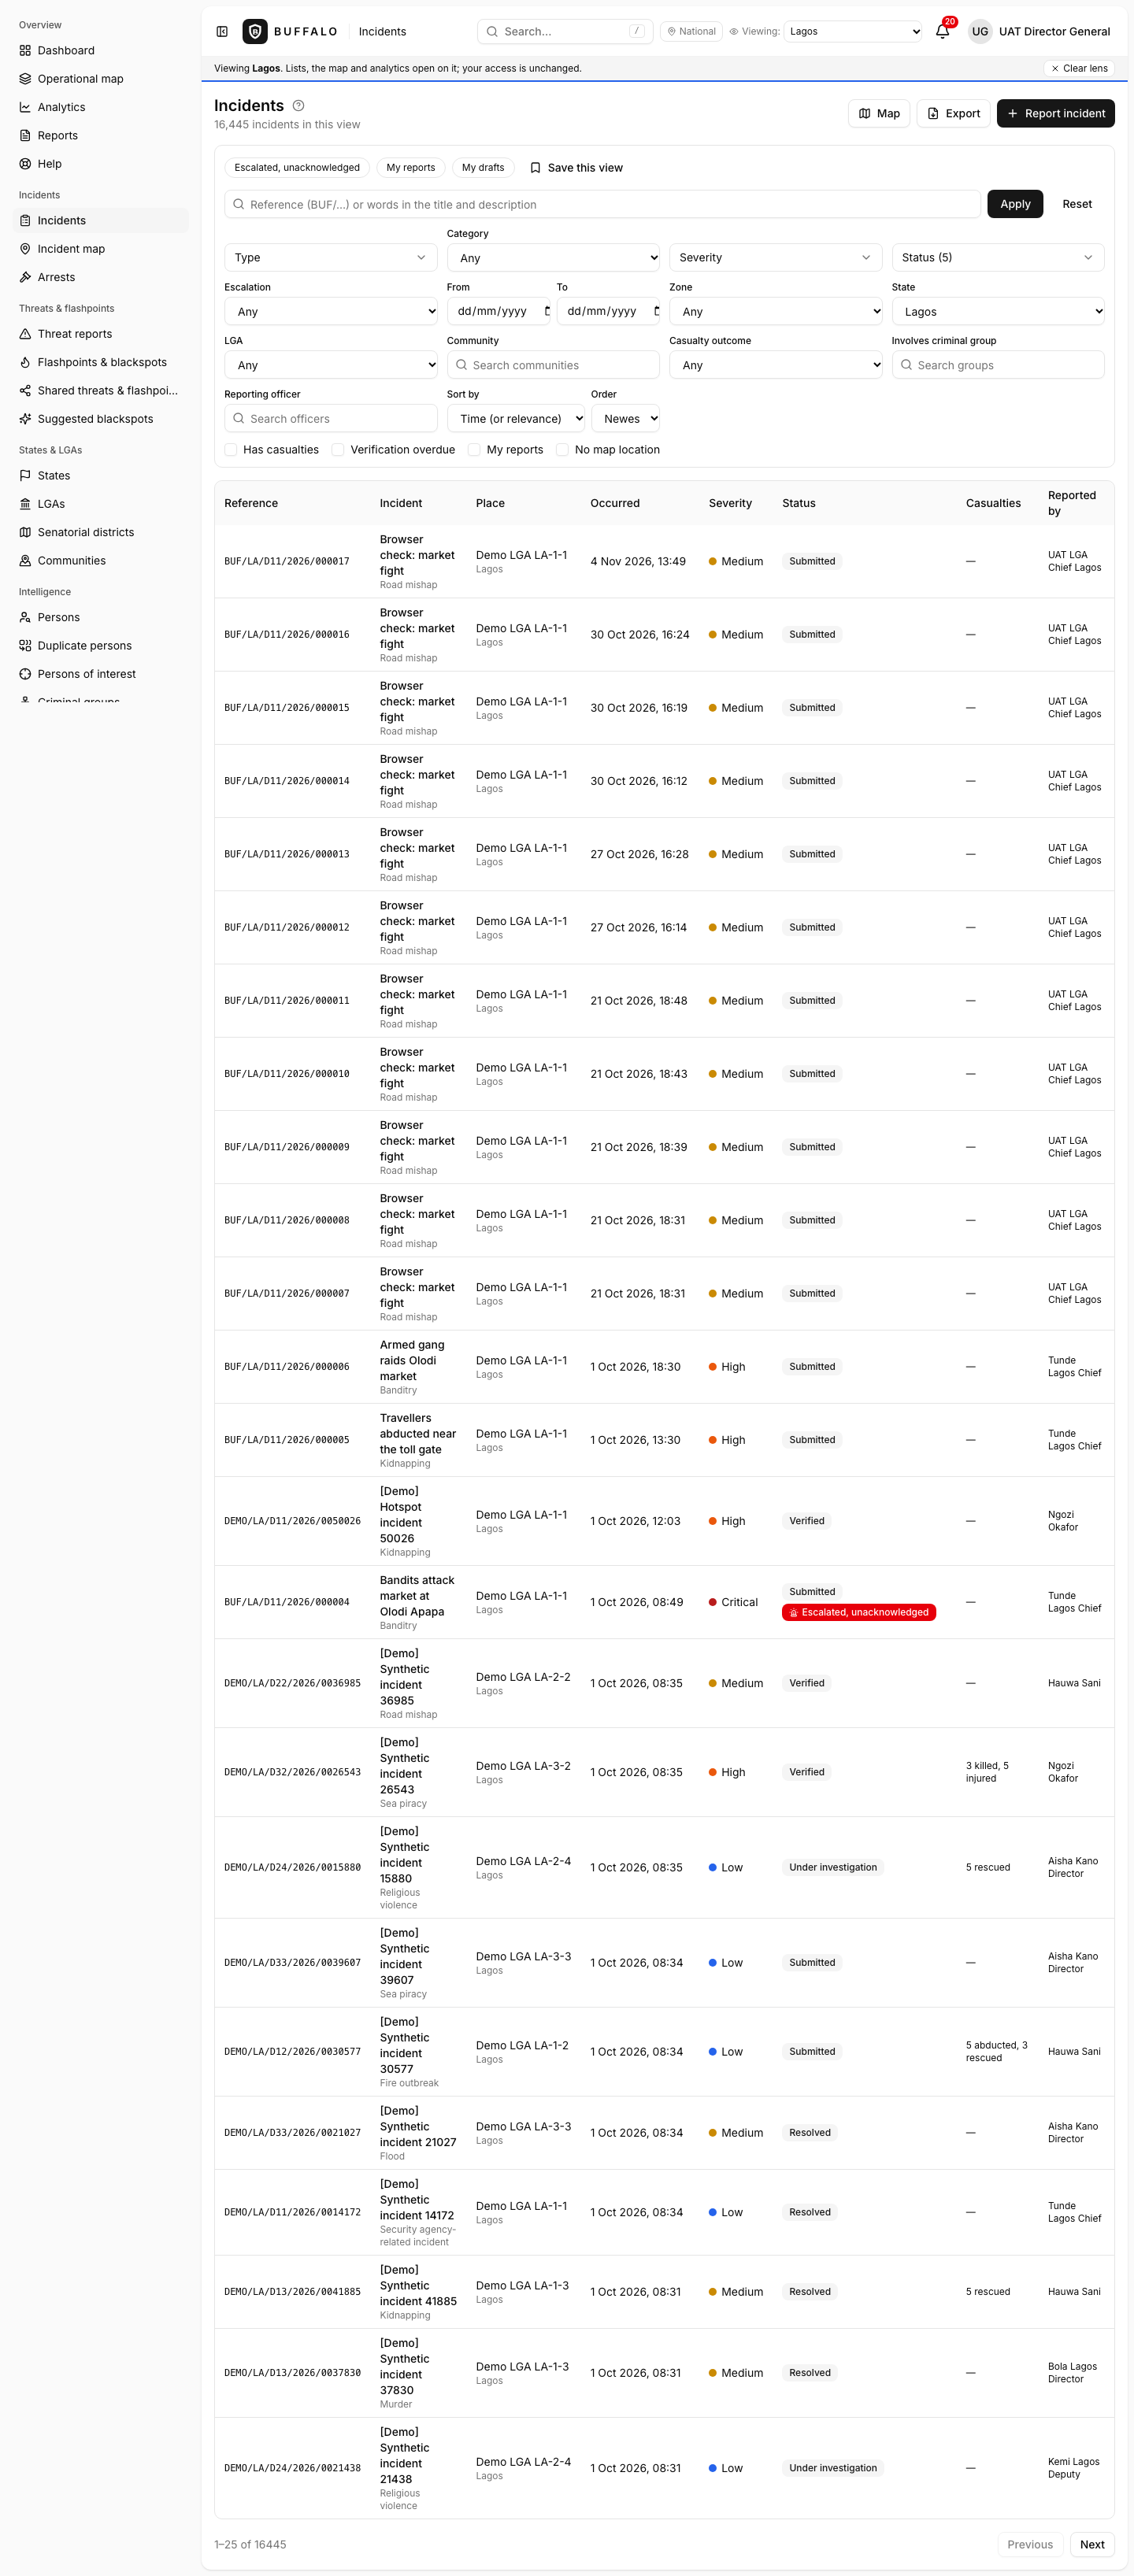 Overview
Dashboard
Operational map
Analytics
Reports
Help
Incidents
Incidents
Incident map
Arrests
Threats & flashpoints
Threat reports
Flashpoints & blackspots
Shared threats & flashpoi...
Suggested blackspots
States & LGAs
States
LGAs
Senatorial districts
Communities
Intelligence
Persons
Duplicate persons
Persons of interest
BUFFALO
Incidents
Search...
/
National
Viewing:
Lagos
20
UG
UAT Director General
Viewing Lagos. Lists, the map and analytics open on it; your access is unchanged.
Clear lens
Incidents
16,445 incidents in this view
Map
Export
Report incident
Escalated, unacknowledged
My reports
My drafts
Save this view
Reference (BUF/...) or words in the title and description
Apply
Reset
Type
Category
Any
Severity
Status (5)
Escalation
Any
From
dd/mm/yyyy
To
dd/mm/yyyy
Zone
Any
State
Lagos
LGA
Any
Community
Search communities
Casualty outcome
Any
Involves criminal group
Search groups
Reporting officer
Search officers
Sort by
Time (or relevance)
Order
Newes
Has casualties
Verification overdue
My reports
No map location
Reference Incident Place Occurred Severity Status Casualties Reported by
BUF/LA/D11/2026/000017 Browser check: market fight Road mishap Demo LGA LA-1-1 Lagos 4 Nov 2026, 13:49 Medium Submitted — UAT LGA Chief Lagos
BUF/LA/D11/2026/000016 Browser check: market fight Road mishap Demo LGA LA-1-1 Lagos 30 Oct 2026, 16:24 Medium Submitted — UAT LGA Chief Lagos
BUF/LA/D11/2026/000015 Browser check: market fight Road mishap Demo LGA LA-1-1 Lagos 30 Oct 2026, 16:19 Medium Submitted — UAT LGA Chief Lagos
BUF/LA/D11/2026/000014 Browser check: market fight Road mishap Demo LGA LA-1-1 Lagos 30 Oct 2026, 16:12 Medium Submitted — UAT LGA Chief Lagos
BUF/LA/D11/2026/000013 Browser check: market fight Road mishap Demo LGA LA-1-1 Lagos 27 Oct 2026, 16:28 Medium Submitted — UAT LGA Chief Lagos
BUF/LA/D11/2026/000012 Browser check: market fight Road mishap Demo LGA LA-1-1 Lagos 27 Oct 2026, 16:14 Medium Submitted — UAT LGA Chief Lagos
BUF/LA/D11/2026/000011 Browser check: market fight Road mishap Demo LGA LA-1-1 Lagos 21 Oct 2026, 18:48 Medium Submitted — UAT LGA Chief Lagos
BUF/LA/D11/2026/000010 Browser check: market fight Road mishap Demo LGA LA-1-1 Lagos 21 Oct 2026, 18:43 Medium Submitted — UAT LGA Chief Lagos
BUF/LA/D11/2026/000009 Browser check: market fight Road mishap Demo LGA LA-1-1 Lagos 21 Oct 2026, 18:39 Medium Submitted — UAT LGA Chief Lagos
BUF/LA/D11/2026/000008 Browser check: market fight Road mishap Demo LGA LA-1-1 Lagos 21 Oct 2026, 18:31 Medium Submitted — UAT LGA Chief Lagos
BUF/LA/D11/2026/000007 Browser check: market fight Road mishap Demo LGA LA-1-1 Lagos 21 Oct 2026, 18:31 Medium Submitted — UAT LGA Chief Lagos
BUF/LA/D11/2026/000006 Armed gang raids Olodi market Banditry Demo LGA LA-1-1 Lagos 1 Oct 2026, 18:30 High Submitted — Tunde Lagos Chief
BUF/LA/D11/2026/000005 Travellers abducted near the toll gate Kidnapping Demo LGA LA-1-1 Lagos 1 Oct 2026, 13:30 High Submitted — Tunde Lagos Chief
DEMO/LA/D11/2026/0050026 [Demo] Hotspot incident 50026 Kidnapping Demo LGA LA-1-1 Lagos 1 Oct 2026, 12:03 High Verified — Ngozi Okafor
BUF/LA/D11/2026/000004 Bandits attack market at Olodi Apapa Banditry Demo LGA LA-1-1 Lagos 1 Oct 2026, 08:49 Critical Submitted Escalated, unacknowledged — Tunde Lagos Chief
DEMO/LA/D22/2026/0036985 [Demo] Synthetic incident 36985 Road mishap Demo LGA LA-2-2 Lagos 1 Oct 2026, 08:35 Medium Verified — Hauwa Sani
DEMO/LA/D32/2026/0026543 [Demo] Synthetic incident 26543 Sea piracy Demo LGA LA-3-2 Lagos 1 Oct 2026, 08:35 High Verified 3 killed, 5 injured Ngozi Okafor
DEMO/LA/D24/2026/0015880 [Demo] Synthetic incident 15880 Religious violence Demo LGA LA-2-4 Lagos 1 Oct 2026, 08:35 Low Under investigation 5 rescued Aisha Kano Director
DEMO/LA/D33/2026/0039607 [Demo] Synthetic incident 39607 Sea piracy Demo LGA LA-3-3 Lagos 1 Oct 2026, 08:34 Low Submitted — Aisha Kano Director
DEMO/LA/D12/2026/0030577 [Demo] Synthetic incident 30577 Fire outbreak Demo LGA LA-1-2 Lagos 1 Oct 2026, 08:34 Low Submitted 5 abducted, 3 rescued Hauwa Sani
DEMO/LA/D33/2026/0021027 [Demo] Synthetic incident 21027 Flood Demo LGA LA-3-3 Lagos 1 Oct 2026, 08:34 Medium Resolved — Aisha Kano Director
DEMO/LA/D11/2026/0014172 [Demo] Synthetic incident 14172 Security agency-related incident Demo LGA LA-1-1 Lagos 1 Oct 2026, 08:34 Low Resolved — Tunde Lagos Chief
DEMO/LA/D13/2026/0041885 [Demo] Synthetic incident 41885 Kidnapping Demo LGA LA-1-3 Lagos 1 Oct 2026, 08:31 Medium Resolved 5 rescued Hauwa Sani
DEMO/LA/D13/2026/0037830 [Demo] Synthetic incident 37830 Murder Demo LGA LA-1-3 Lagos 1 Oct 2026, 08:31 Medium Resolved — Bola Lagos Director
DEMO/LA/D24/2026/0021438 [Demo] Synthetic incident 21438 Religious violence Demo LGA LA-2-4 Lagos 1 Oct 2026, 08:31 Low Under investigation — Kemi Lagos Deputy
1–25 of 16445
Previous
Next